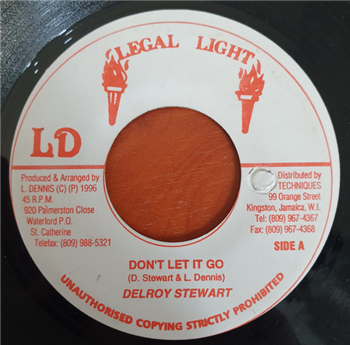 LEGAL LIGHT
LD
Produced & Arranged by
L. DENNIS (C) (P) 1996
45 R.P.M.
920 Palmerston Close
Waterford P.O.
St. Catherine
Telefax: (809) 988-5321
Distributed by
TECHNIQUES
99 Orange Street
Kingston, Jamaica, W.I.
Tel: (809) 967-4367
Fax: (809) 967-4368
SIDE A
DON'T LET IT GO
(D. Stewart & L. Dennis)
DELROY STEWART
UNAUTHORISED COPYING STRICTLY PROHIBITED